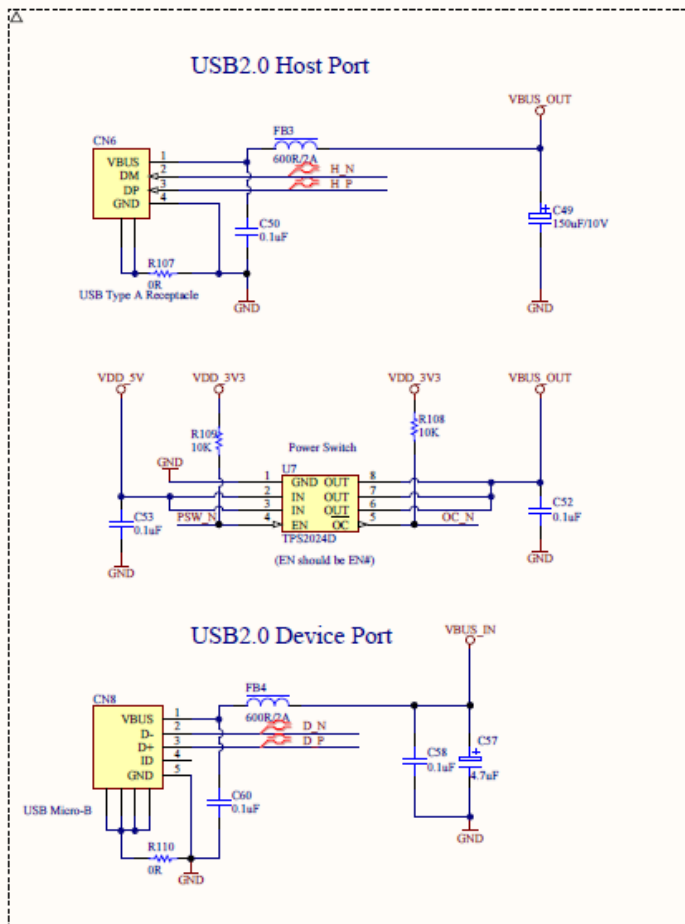 USB2.0 Host Port
VBUS_OUT
CN6
FB3
600R/2A
VBUS 1
DM 2 H_N
DP 3 H_P
GND 4
C50
0.1uF
C49
150uF/10V
R107
0R
USB Type A Receptacle
GND
GND
VDD_5V
VDD_3V3
VDD_3V3
VBUS_OUT
R109
10K
R108
10K
Power Switch
GND
U7
1 GND OUT 8
2 IN OUT 7
3 IN OUT 6
PSW_N 4 EN OC 5 OC_N
C53
0.1uF
C52
0.1uF
TPS2024D
GND
(EN should be EN#)
GND
USB2.0 Device Port
VBUS_IN
CN8
FB4
600R/2A
VBUS 1
D- 2 D_N
D+ 3 D_P
ID 4
GND 5
C58
0.1uF
C57
4.7uF
C60
0.1uF
USB Micro-B
R110
0R
GND
GND